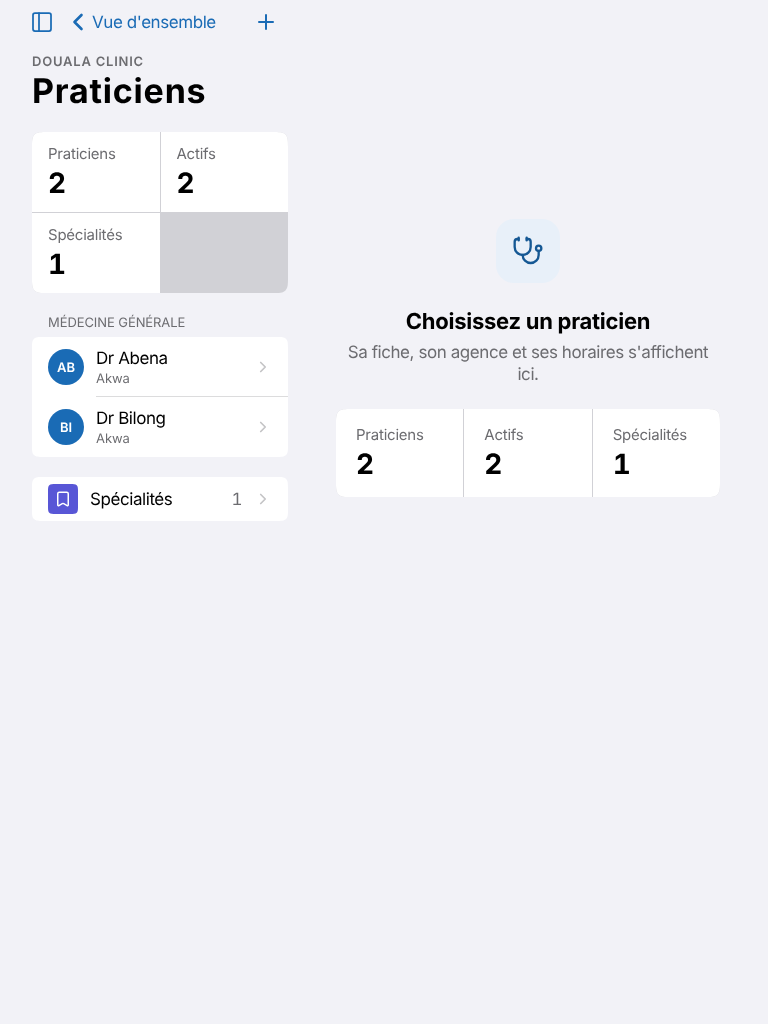 Vue d'ensemble
DOUALA CLINIC
Praticiens
Praticiens
2
Actifs
2
Spécialités
1
MÉDECINE GÉNÉRALE
AB
Dr Abena
Akwa
BI
Dr Bilong
Akwa
Spécialités
1
Choisissez un praticien
Sa fiche, son agence et ses horaires s'affichent
ici.
Praticiens
2
Actifs
2
Spécialités
1